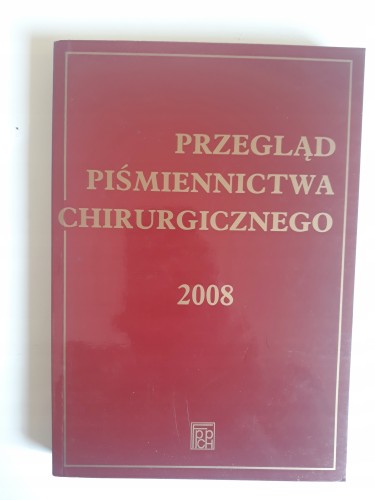 PRZEGLĄD
PIŚMIENNICTWA
CHIRURGICZNEGO
2008